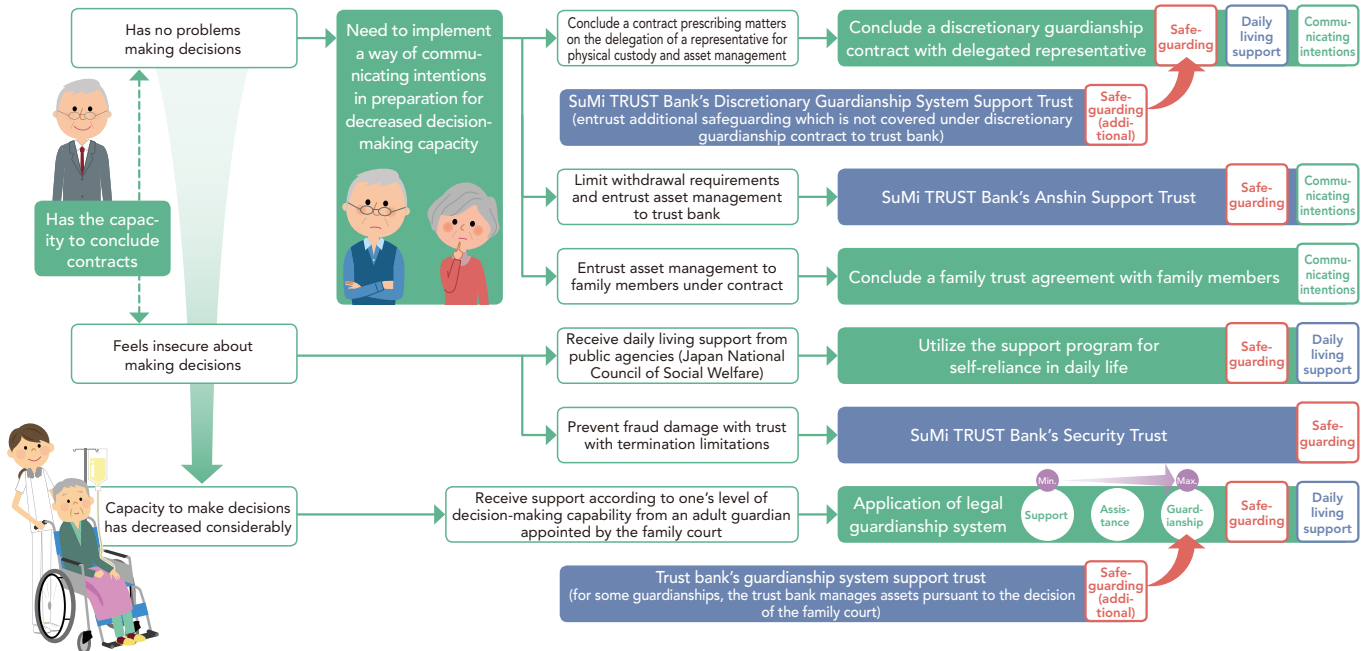 Has no problems
making decisions
Has the capac-
ity to conclude
contracts
Feels insecure about
making decisions
Capacity to make decisions
has decreased considerably
Need to implement
a way of commu-
nicating intentions
in preparation for
decreased decision-
making capacity
Conclude a contract prescribing matters
on the delegation of a representative for
physical custody and asset management
Conclude a discretionary guardianship
contract with delegated representative
Safe-
guarding
Daily
living
support
Commu-
nicating
intentions
SuMi TRUST Bank's Discretionary Guardianship System Support Trust
(entrust additional safeguarding which is not covered under discretionary
guardianship contract to trust bank)
Safe-
guarding
(addi-
tional)
Limit withdrawal requirements
and entrust asset management
to trust bank
SuMi TRUST Bank's Anshin Support Trust
Safe-
guarding
Commu-
nicating
intentions
Entrust asset management to
family members under contract
Conclude a family trust agreement with family members
Commu-
nicating
intentions
Receive daily living support from
public agencies (Japan National
Council of Social Welfare)
Utilize the support program for
self-reliance in daily life
Safe-
guarding
Daily
living
support
Prevent fraud damage with trust
with termination limitations
SuMi TRUST Bank's Security Trust
Safe-
guarding
Receive support according to one's level of
decision-making capability from an adult guardian
appointed by the family court
Application of legal
guardianship system
Min.
Max.
Support
Assis-
tance
Guard-
ianship
Safe-
guarding
Daily
living
support
Trust bank's guardianship system support trust
(for some guardianships, the trust bank manages assets pursuant to the decision
of the family court)
Safe-
guarding
(addi-
tional)